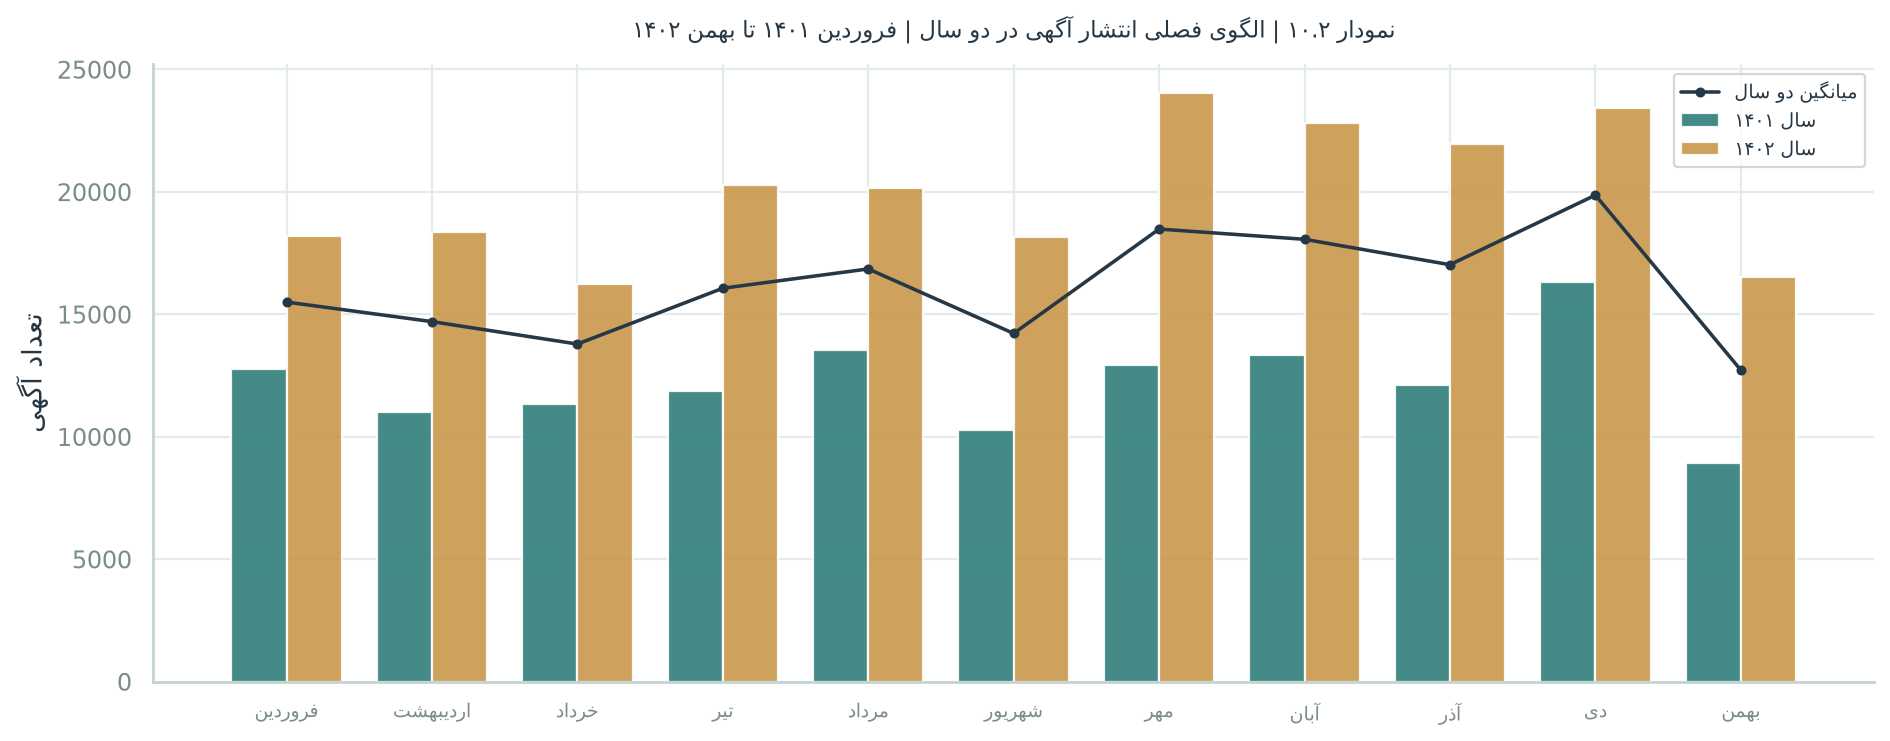 نمودار ۱۰.۲ | الگوی فصلی انتشار آگهی در دو سال | فروردین ۱۴۰۱ تا بهمن ۱۴۰۲
میانگین دو سال
سال ۱۴۰۱
سال ۱۴۰۲
تعداد آگهی
25000
20000
15000
10000
5000
0
فروردین
اردیبهشت
خرداد
تیر
مرداد
شهریور
مهر
آبان
آذر
دی
بهمن